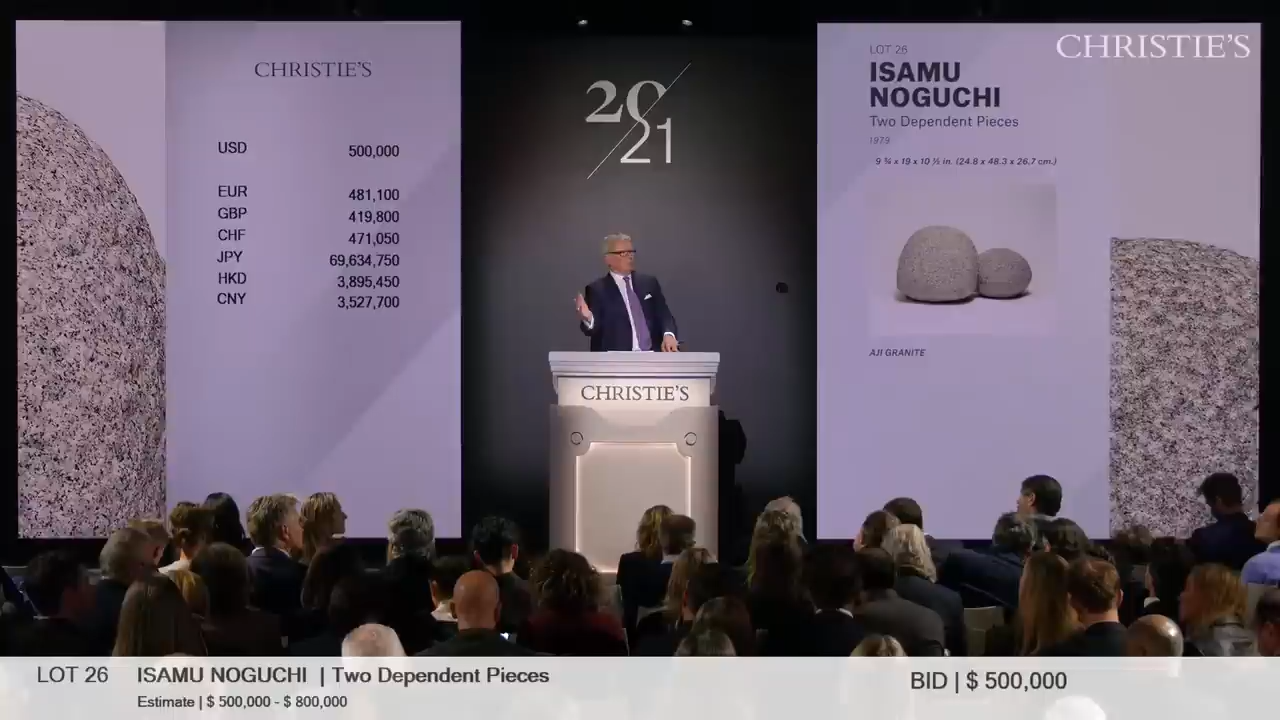 CHRISTIE'S
USD 500,000
EUR 481,100
GBP 419,800
CHF 471,050
JPY 69,634,750
HKD 3,895,450
CNY 3,527,700
20
21
CHRISTIE'S
CHRISTIE'S
LOT 26
ISAMU
NOGUCHI
Two Dependent Pieces
1979
9 ¾ x 19 x 10 ½ in. (24.8 x 48.3 x 26.7 cm.)
AJI GRANITE
LOT 26 ISAMU NOGUCHI | Two Dependent Pieces
Estimate | $ 500,000 - $ 800,000
BID | $ 500,000